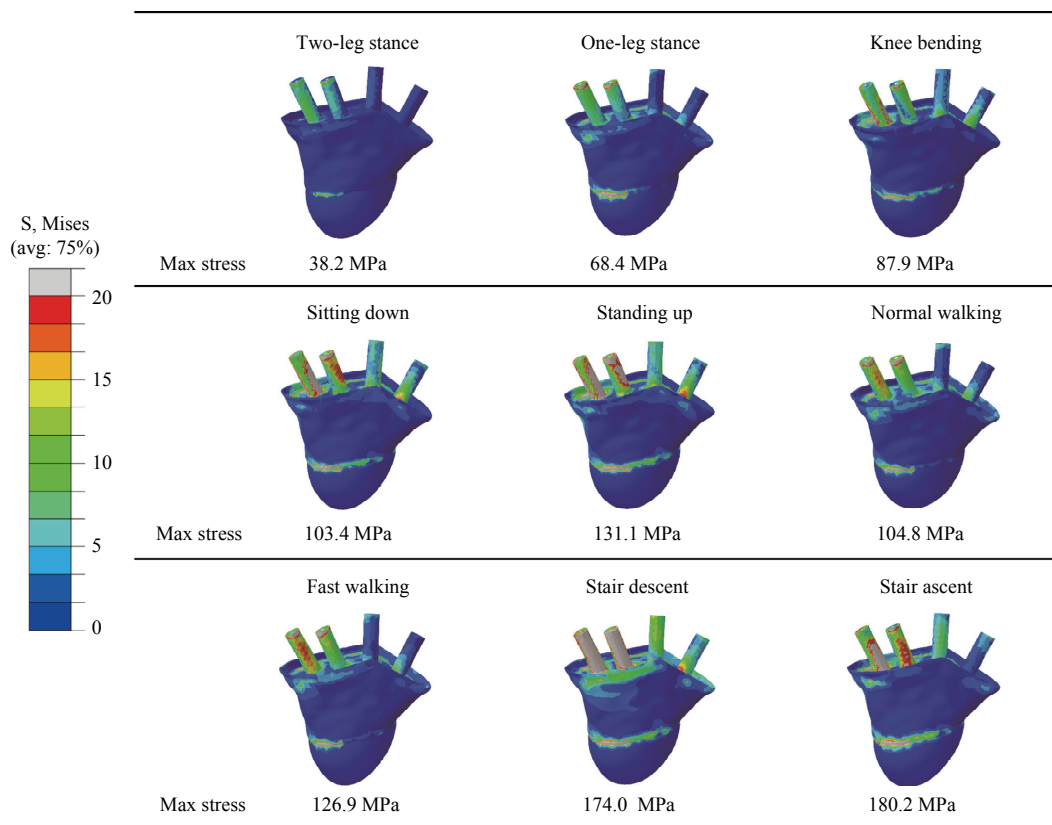 Two-leg stance One-leg stance Knee bending
S, Mises
(avg: 75%)
20
15
10
5
0
Max stress 38.2 MPa 68.4 MPa 87.9 MPa
Sitting down Standing up Normal walking
Max stress 103.4 MPa 131.1 MPa 104.8 MPa
Fast walking Stair descent Stair ascent
Max stress 126.9 MPa 174.0 MPa 180.2 MPa